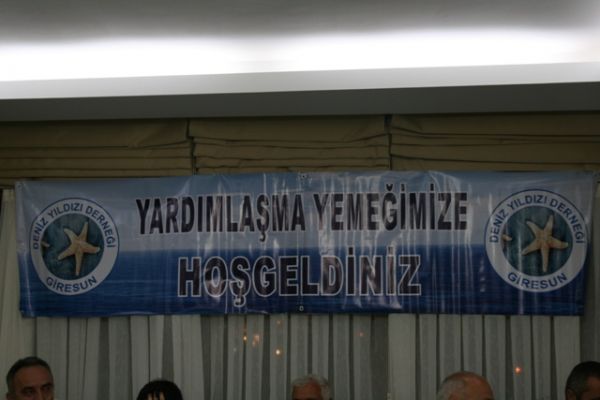 DENİZ YILDIZI DERNEĞİ
GİRESUN
YARDIMLAŞMA YEMEĞİMİZE
HOŞGELDİNİZ
DENİZ YILDIZI DERNEĞİ
GİRESUN